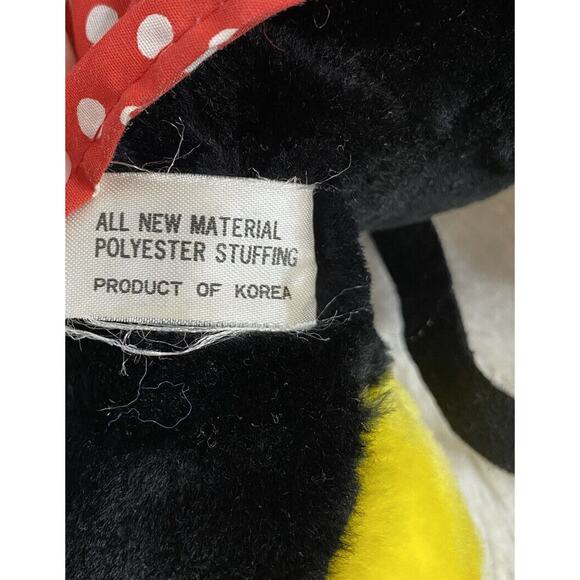 ALL NEW MATERIAL
POLYESTER STUFFING
PRODUCT OF KOREA